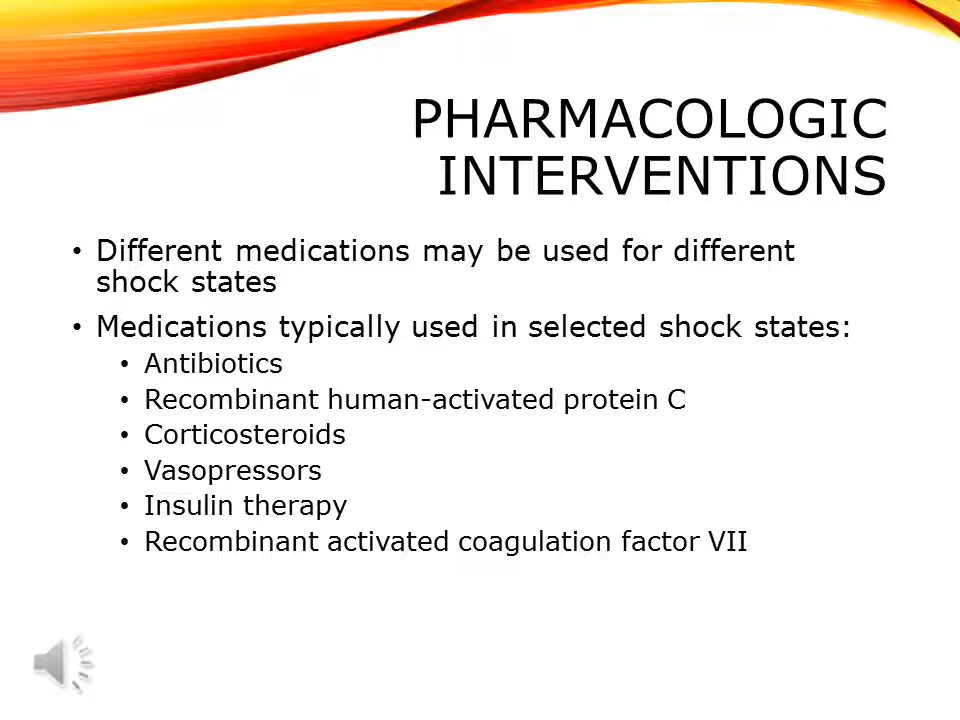 PHARMACOLOGIC
INTERVENTIONS
• Different medications may be used for different
shock states
• Medications typically used in selected shock states:
• Antibiotics
• Recombinant human-activated protein C
• Corticosteroids
• Vasopressors
• Insulin therapy
• Recombinant activated coagulation factor VII